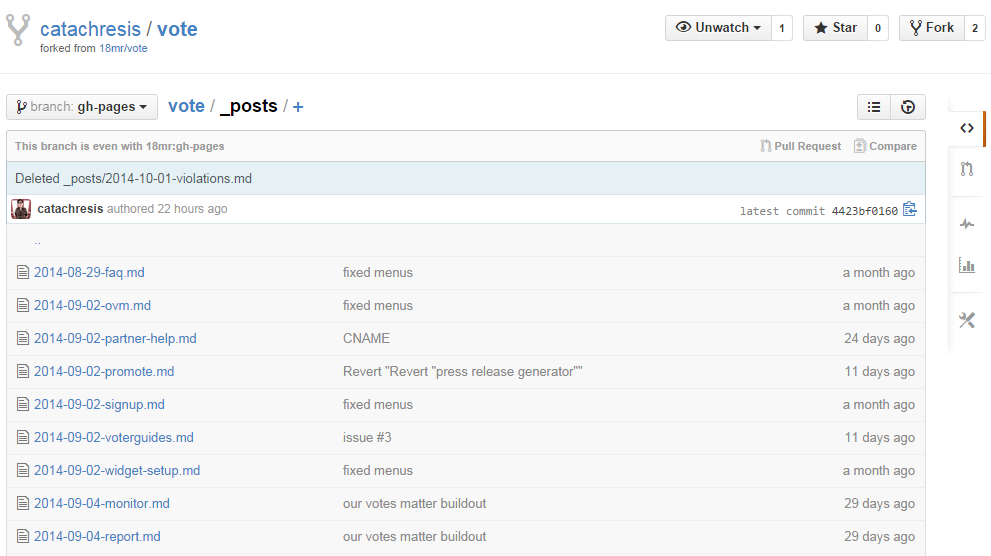 catachresis / vote
forked from 18mr/vote
Unwatch 1 Star 0 Fork 2
branch: gh-pages vote / _posts / +
This branch is even with 18mr:gh-pages Pull Request Compare
Deleted _posts/2014-10-01-violations.md
catachresis authored 22 hours ago latest commit 4423bf0160
..
2014-08-29-faq.md fixed menus a month ago
2014-09-02-ovm.md fixed menus a month ago
2014-09-02-partner-help.md CNAME 24 days ago
2014-09-02-promote.md Revert "Revert "press release generator"" 11 days ago
2014-09-02-signup.md fixed menus a month ago
2014-09-02-voterguides.md issue #3 11 days ago
2014-09-02-widget-setup.md fixed menus a month ago
2014-09-04-monitor.md our votes matter buildout 29 days ago
2014-09-04-report.md our votes matter buildout 29 days ago